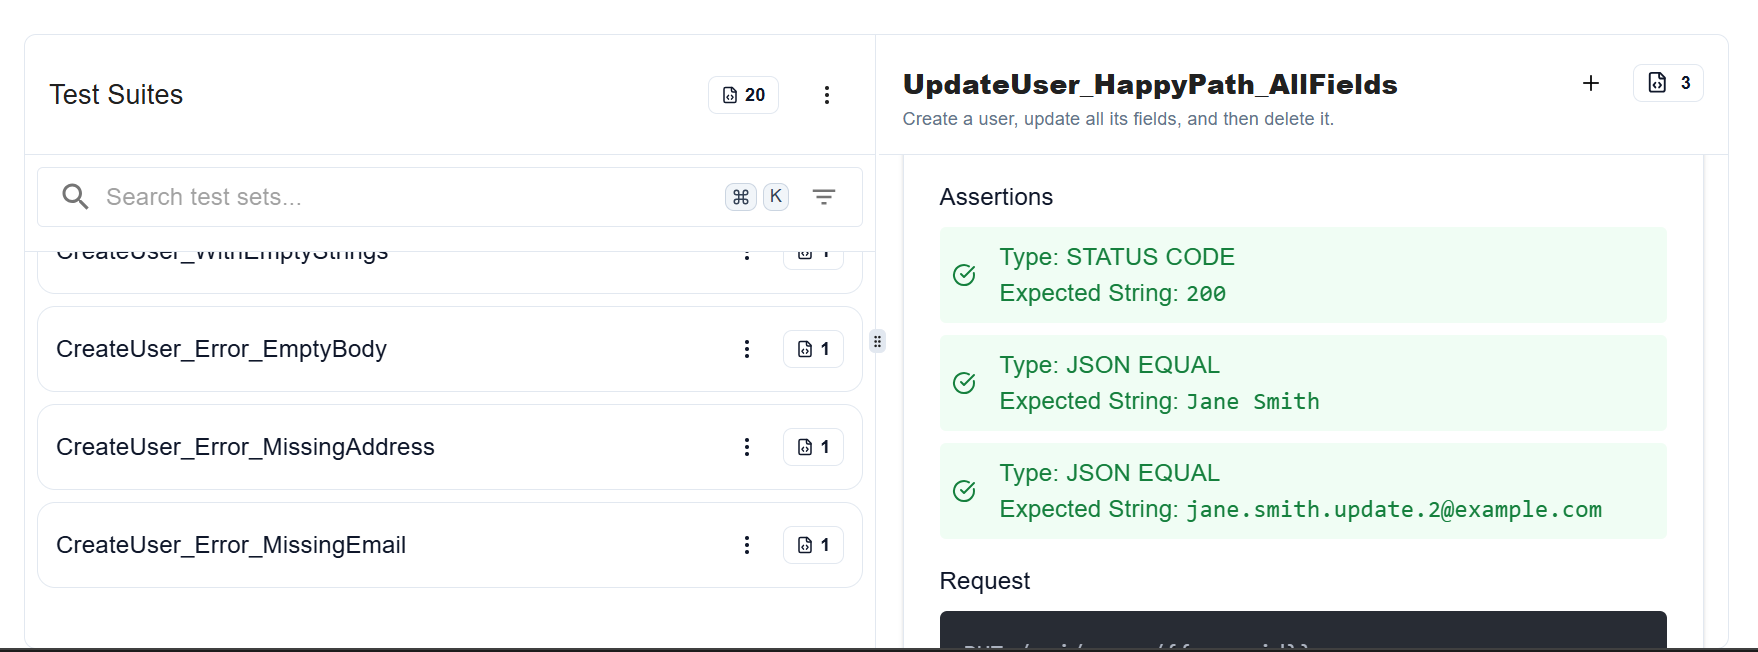 Test Suites
20
Search test sets...
⌘ K
CreateUser_WithEmptyStrings
1
CreateUser_Error_EmptyBody
1
CreateUser_Error_MissingAddress
1
CreateUser_Error_MissingEmail
1
UpdateUser_HappyPath_AllFields
3
Create a user, update all its fields, and then delete it.
Assertions
Type: STATUS CODE
Expected String: 200
Type: JSON EQUAL
Expected String: Jane Smith
Type: JSON EQUAL
Expected String: jane.smith.update.2@example.com
Request